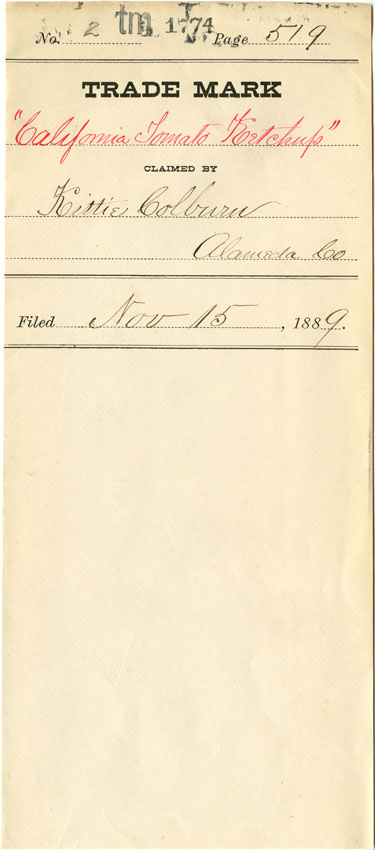 No. 2 tm 1774 Page 519
TRADE MARK
"California Tomato Ketchup"
CLAIMED BY
Kittie Colburn
Alameda Co
Filed Nov 15, 1889.